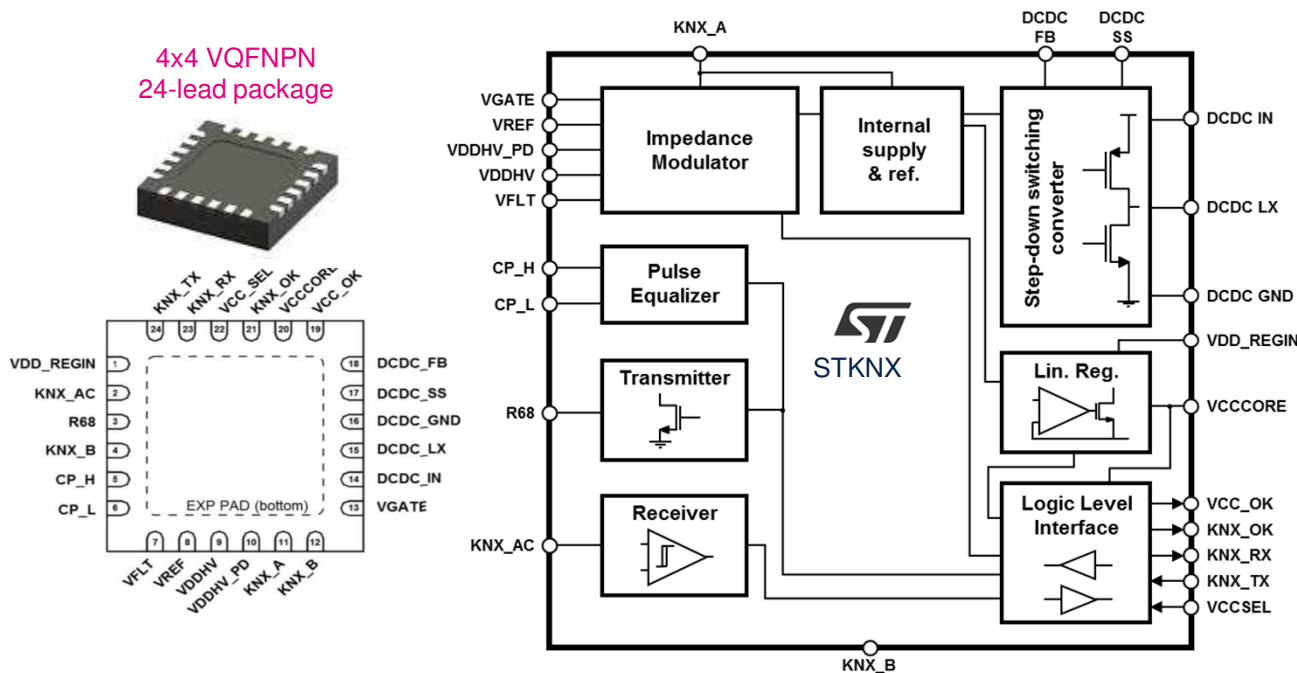 4x4 VQFNPN
24-lead package
KNX_TX
KNX_RX
VCC_SEL
KNX_OK
VCCCORE
VCC_OK
24
23
22
21
20
19
VDD_REGIN
1
KNX_AC
2
R68
3
KNX_B
4
CP_H
5
CP_L
6
18
DCDC_FB
17
DCDC_SS
16
DCDC_GND
15
DCDC_LX
14
DCDC_IN
13
VGATE
EXP PAD (bottom)
7
8
9
10
11
12
VFLT
VREF
VDDHV
VDDHV_PD
KNX_A
KNX_B
KNX_A
DCDC
FB
DCDC
SS
VGATE
VREF
VDDHV_PD
VDDHV
VFLT
Impedance
Modulator
Internal
supply
& ref.
Step-down switching
converter
DCDC IN
DCDC LX
DCDC GND
CP_H
CP_L
Pulse
Equalizer
ST
STKNX
VDD_REGIN
Lin. Reg.
VCCCORE
R68
Transmitter
KNX_AC
Receiver
Logic Level
Interface
VCC_OK
KNX_OK
KNX_RX
KNX_TX
VCCSEL
KNX_B